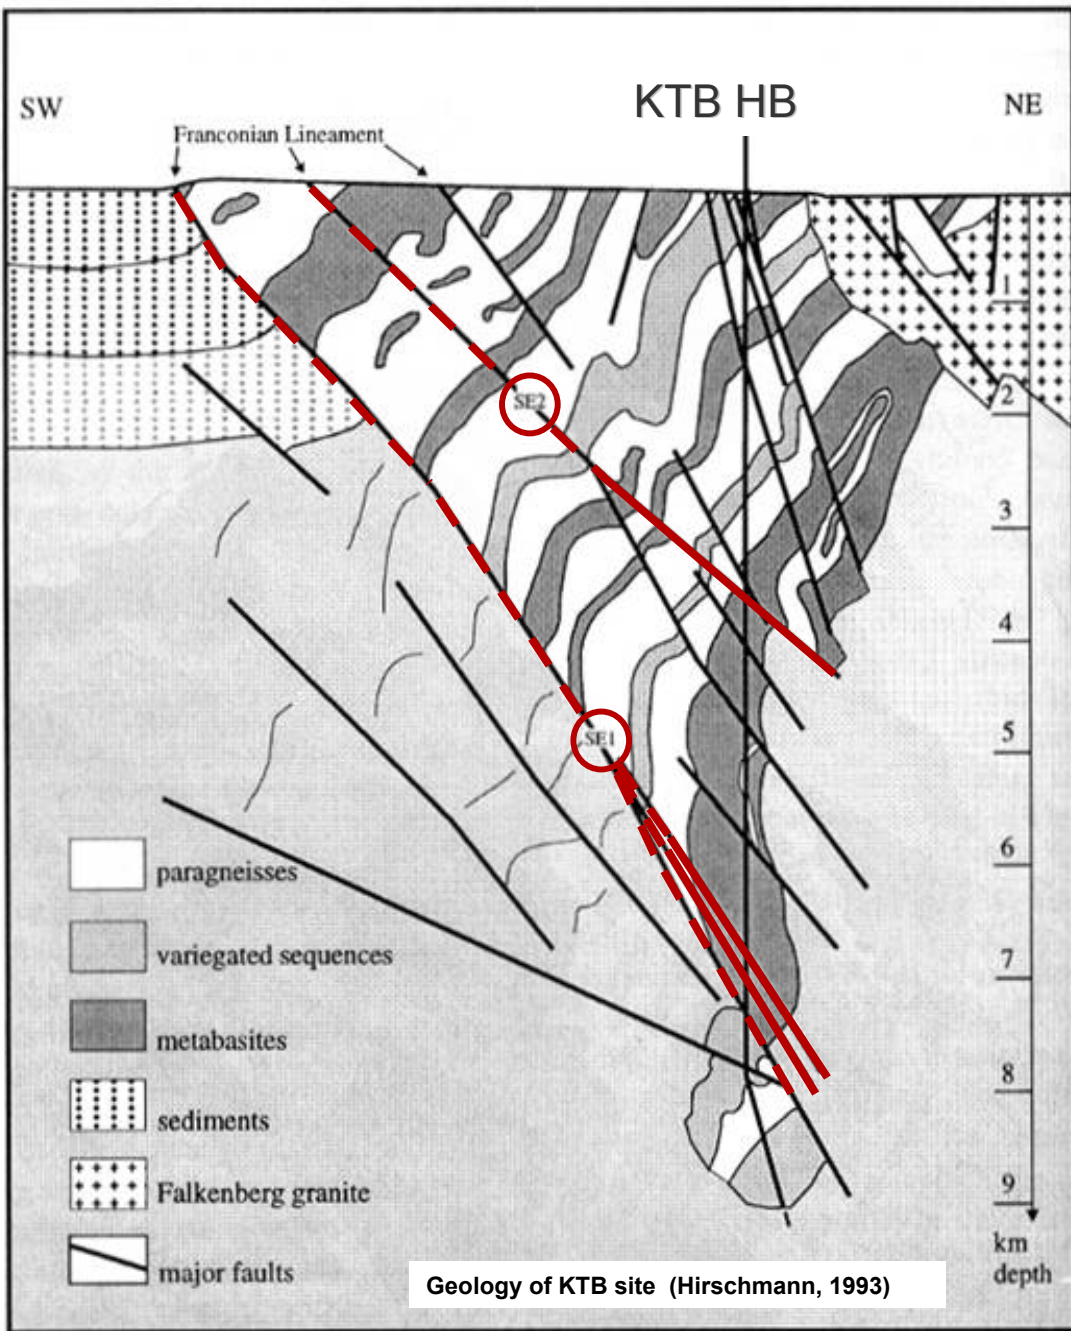 KTB HB
SW
NE
Franconian Lineament
1
SE2
2
3
4
SE1
5
6
paragneisses
variegated sequences
7
metabasites
8
sediments
Falkenberg granite
9
major faults
km
depth
Geology of KTB site (Hirschmann, 1993)